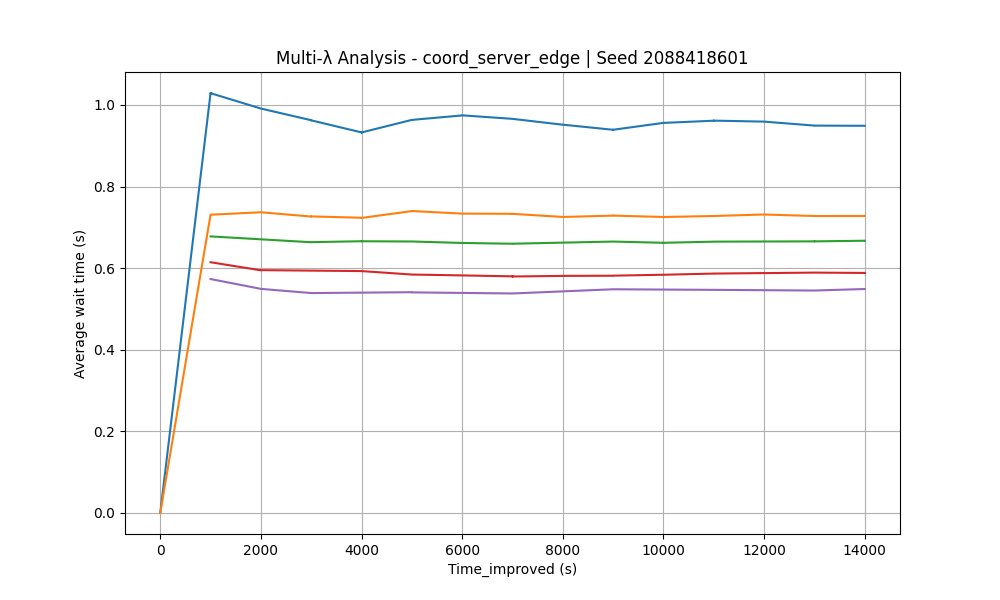 Multi-λ Analysis - coord_server_edge | Seed 2088418601
Average wait time (s)
1.0
0.8
0.6
0.4
0.2
0.0
0 2000 4000 6000 8000 10000 12000 14000
Time_improved (s)